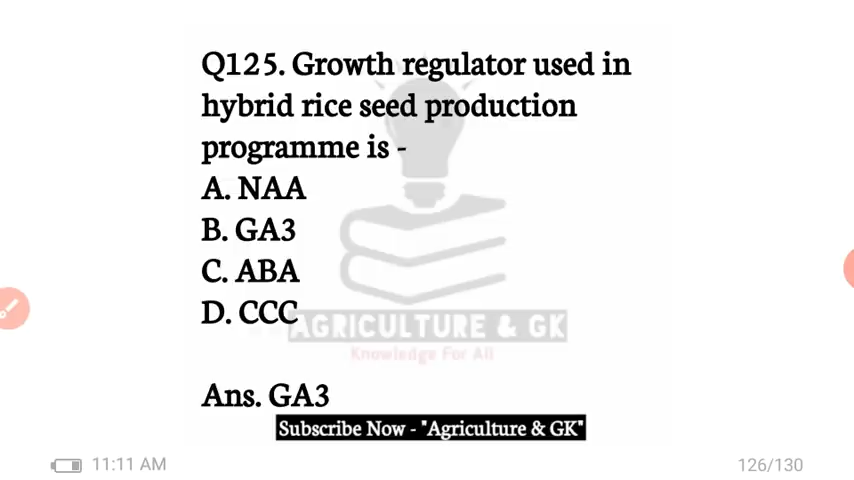 Q125. Growth regulator used in
hybrid rice seed production
programme is -
A. NAA
B. GA3
C. ABA
D. CCC
AGRICULTURE & GK
Knowledge For All
Ans. GA3
Subscribe Now - "Agriculture & GK"
11:11 AM
126/130